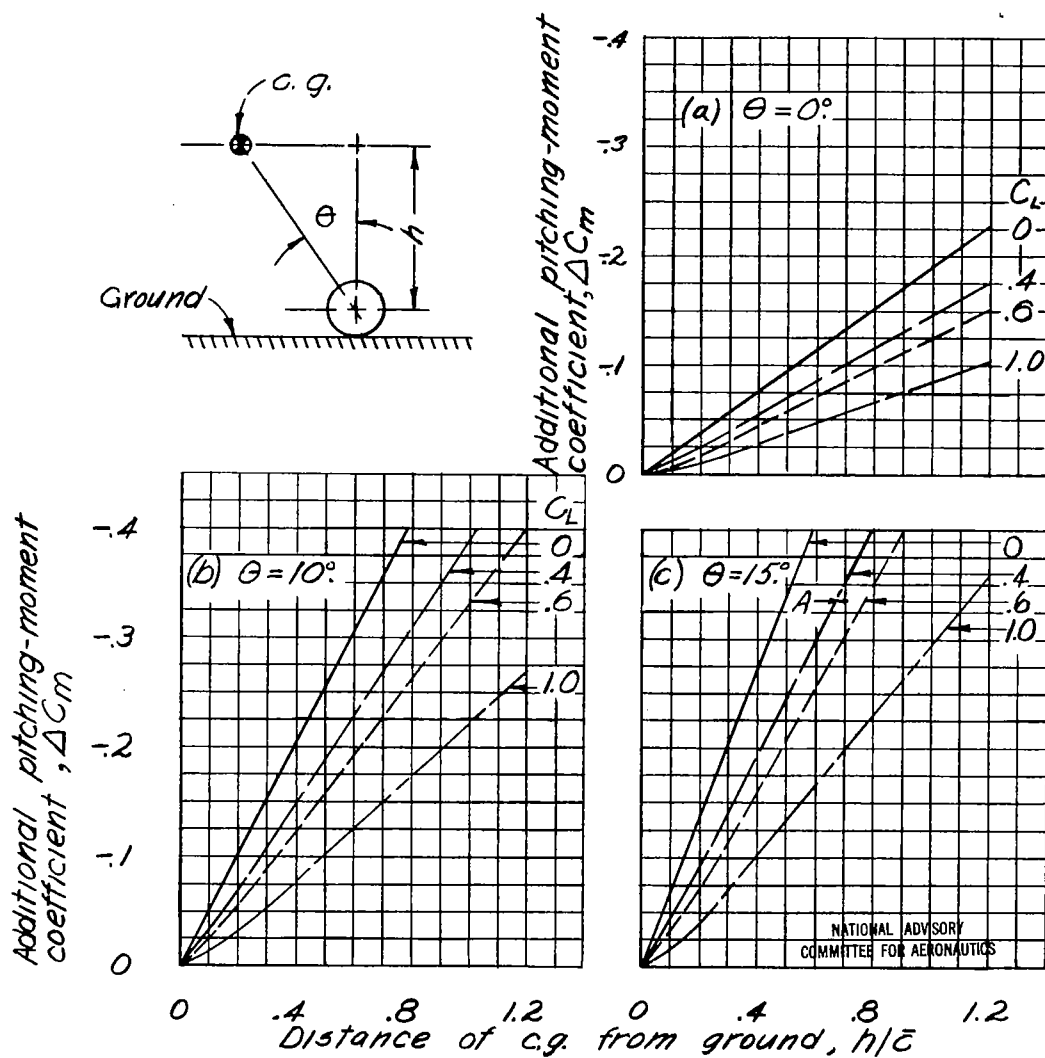 c.g.
θ
h
Ground
Additional pitching-moment
coefficient, ΔCm
-.4
-.3
-.2
-.1
0
(a) θ = 0°.
CL
0
.4
.6
1.0
Additional pitching-moment
coefficient, ΔCm
-.4
-.3
-.2
-.1
0
(b) θ = 10°.
CL
0
.4
.6
1.0
(c) θ = 15°.
A
0
.4
.6
1.0
NATIONAL ADVISORY
COMMITTEE FOR AERONAUTICS
0 .4 .8 1.2
0 .4 .8 1.2
Distance of c.g. from ground, h/c̄